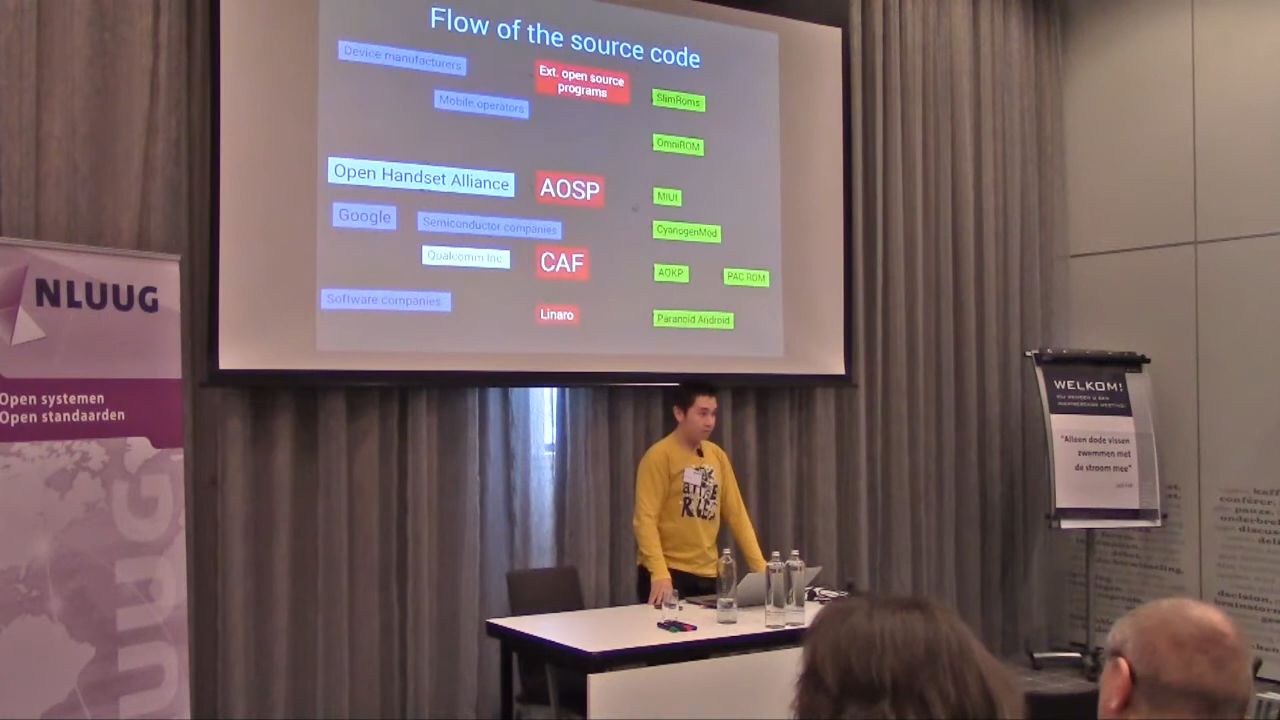 Flow of the source code
Device manufacturers
Ext. open source
programs
Mobile operators
SlimRoms
OmniROM
Open Handset Alliance
AOSP
MIUI
Google
Semiconductor companies
CyanogenMod
Qualcomm Inc.
CAF
AOKP
PAC ROM
Software companies
Linaro
Paranoid Android
NLUUG
Open systemen
Open standaarden
NLUUG
WELKOM!
"Alleen dode vissen
zwemmen met
de stroom mee"